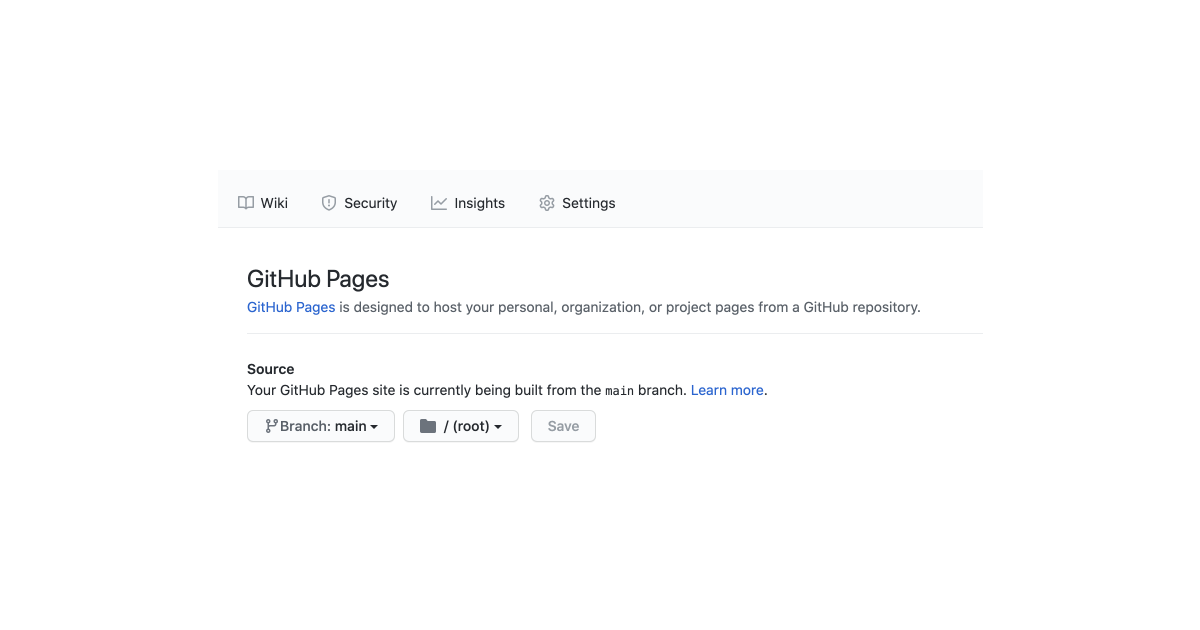 Wiki Security Insights Settings
GitHub Pages
GitHub Pages is designed to host your personal, organization, or project pages from a GitHub repository.
Source
Your GitHub Pages site is currently being built from the main branch. Learn more.
Branch: main / (root) Save